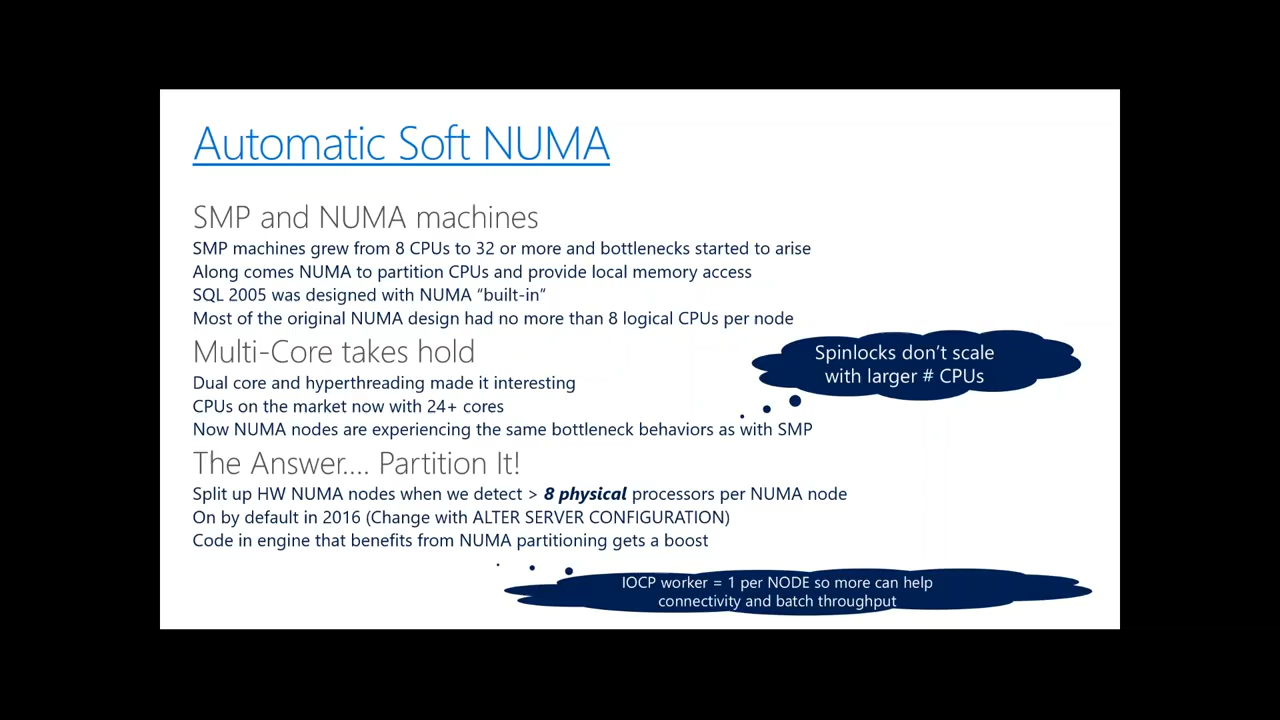 Automatic Soft NUMA
SMP and NUMA machines
SMP machines grew from 8 CPUs to 32 or more and bottlenecks started to arise
Along comes NUMA to partition CPUs and provide local memory access
SQL 2005 was designed with NUMA “built-in”
Most of the original NUMA design had no more than 8 logical CPUs per node
Multi-Core takes hold
Dual core and hyperthreading made it interesting
CPUs on the market now with 24+ cores
Now NUMA nodes are experiencing the same bottleneck behaviors as with SMP
Spinlocks don’t scale
with larger # CPUs
The Answer.... Partition It!
Split up HW NUMA nodes when we detect > 8 physical processors per NUMA node
On by default in 2016 (Change with ALTER SERVER CONFIGURATION)
Code in engine that benefits from NUMA partitioning gets a boost
IOCP worker = 1 per NODE so more can help
connectivity and batch throughput